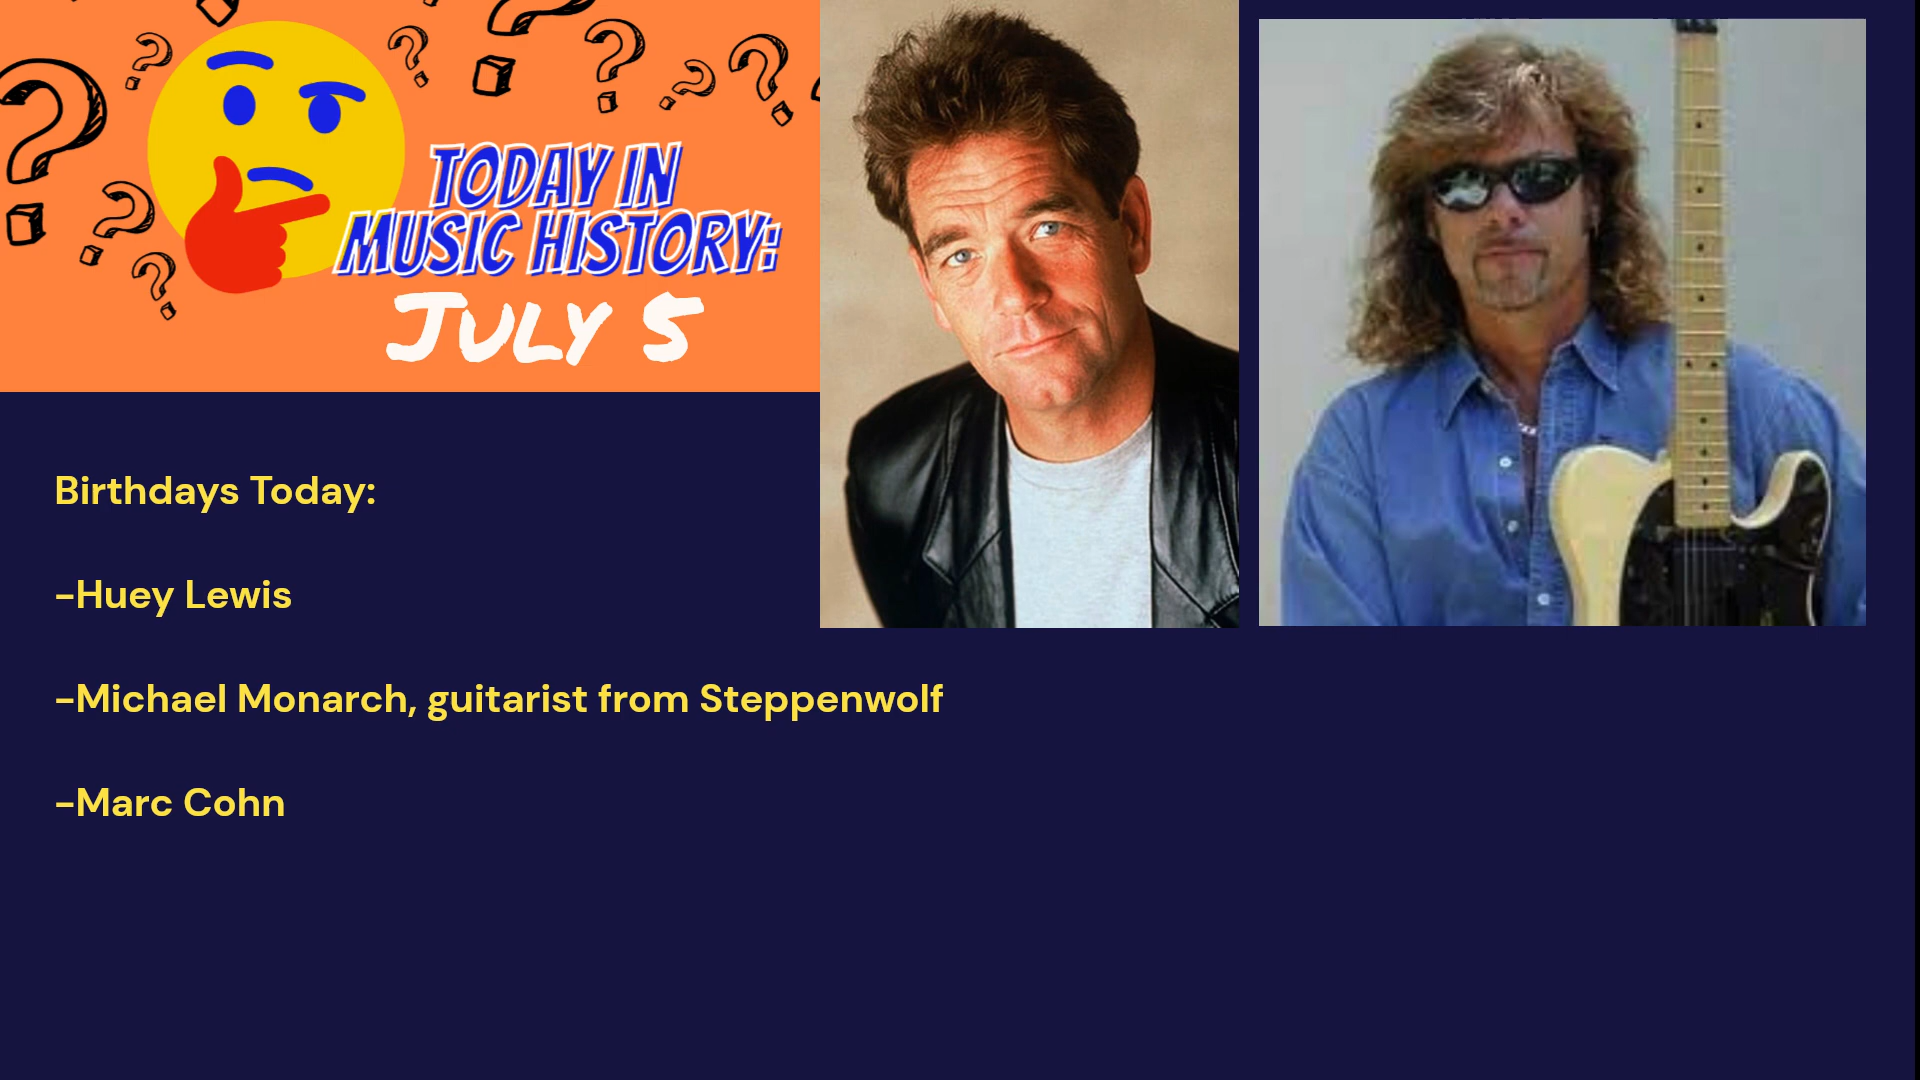 TODAY IN
MUSIC HISTORY:
JULY 5
Birthdays Today:
-Huey Lewis
-Michael Monarch, guitarist from Steppenwolf
-Marc Cohn